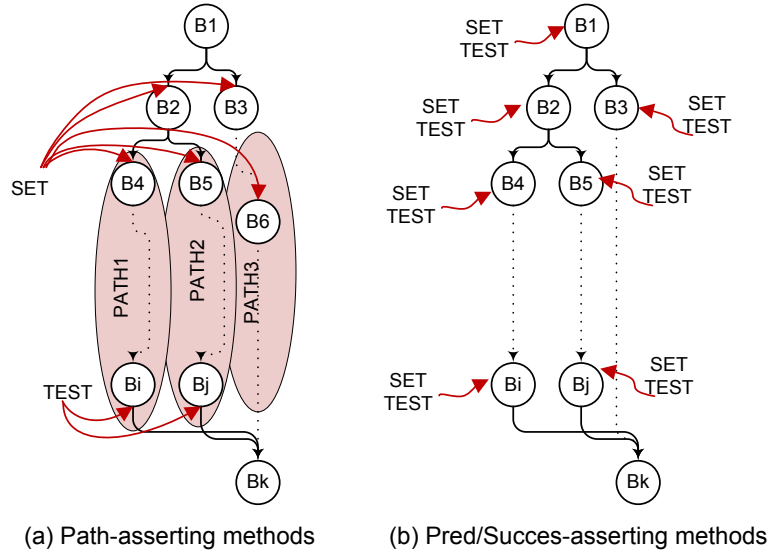 B1
B2
B3
B4
B5
B6
SET
PATH1
PATH2
PATH3
TEST
Bi
Bj
Bk
(a) Path-asserting methods
SET
TEST
B1
SET
TEST
B2
B3
SET
TEST
SET
TEST
B4
B5
SET
TEST
SET
TEST
Bi
Bj
SET
TEST
Bk
(b) Pred/Succes-asserting methods